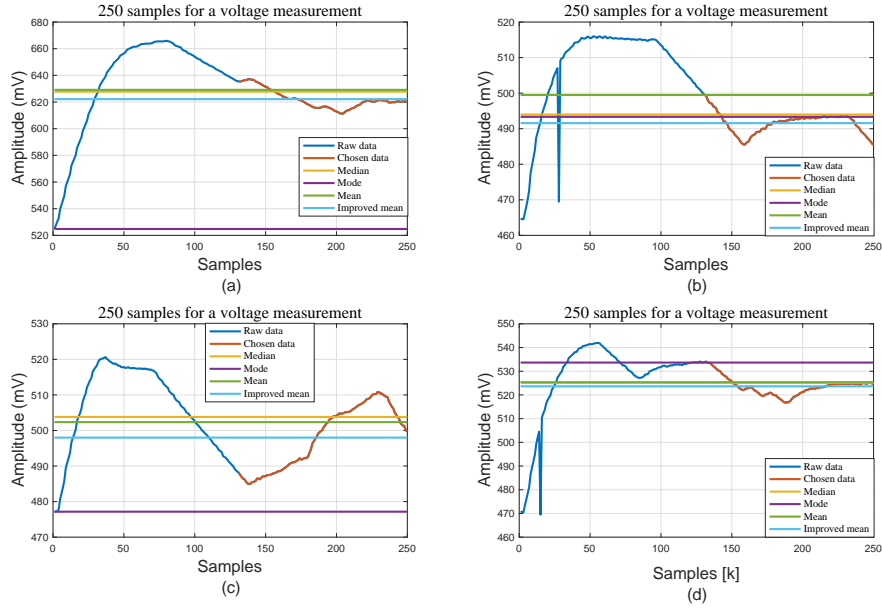 250 samples for a voltage measurement
680
660
640
620
600
580
560
540
520
0
50
100
150
200
250
Amplitude (mV)
Samples
(a)
Raw data
Chosen data
Median
Mode
Mean
Improved mean
250 samples for a voltage measurement
520
510
500
490
480
470
460
0
50
100
150
200
250
Amplitude (mV)
Samples
(b)
Raw data
Chosen data
Median
Mode
Mean
Improved mean
250 samples for a voltage measurement
530
520
510
500
490
480
470
460
0
50
100
150
200
250
Amplitude (mV)
Samples
(c)
Raw data
Chosen data
Median
Mode
Mean
Improved mean
250 samples for a voltage measurement
550
540
530
520
510
500
490
480
470
460
0
50
100
150
200
250
Amplitude (mV)
Samples [k]
(d)
Raw data
Chosen data
Median
Mode
Mean
Improved mean